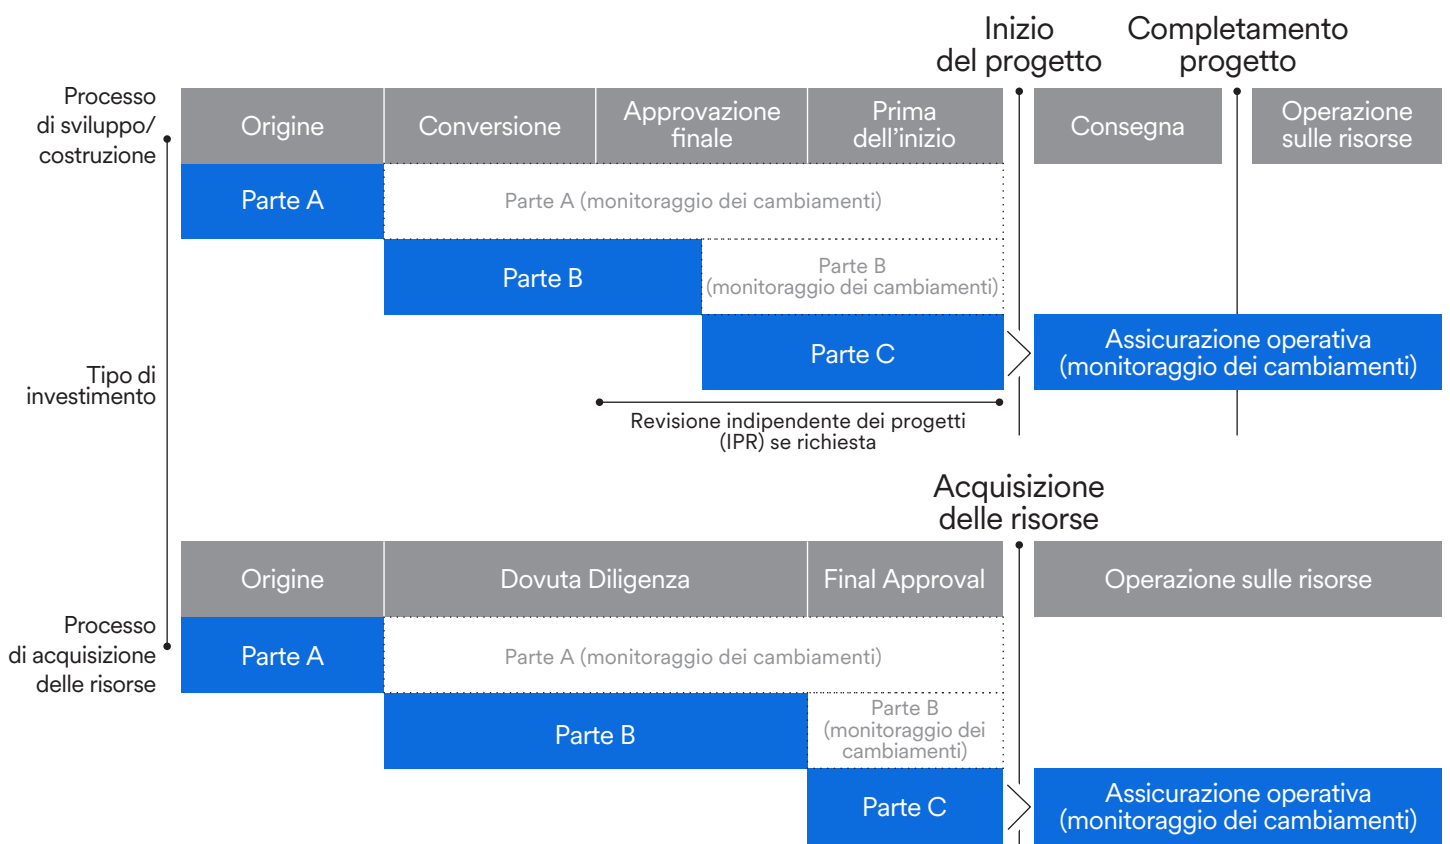 Inizio
del progetto
Completamento
progetto
Processo
di sviluppo/
costruzione
Origine
Conversione
Approvazione
finale
Prima
dell'inizio
Consegna
Operazione
sulle risorse
Parte A
Parte A (monitoraggio dei cambiamenti)
Parte B
Parte B
(monitoraggio dei cambiamenti)
Parte C
Assicurazione operativa
(monitoraggio dei cambiamenti)
Tipo di
investimento
Revisione indipendente dei progetti
(IPR) se richiesta
Acquisizione
delle risorse
Origine
Dovuta Diligenza
Final Approval
Operazione sulle risorse
Processo
di acquisizione
delle risorse
Parte A
Parte A (monitoraggio dei cambiamenti)
Parte B
Parte B
(monitoraggio dei
cambiamenti)
Parte C
Assicurazione operativa
(monitoraggio dei cambiamenti)